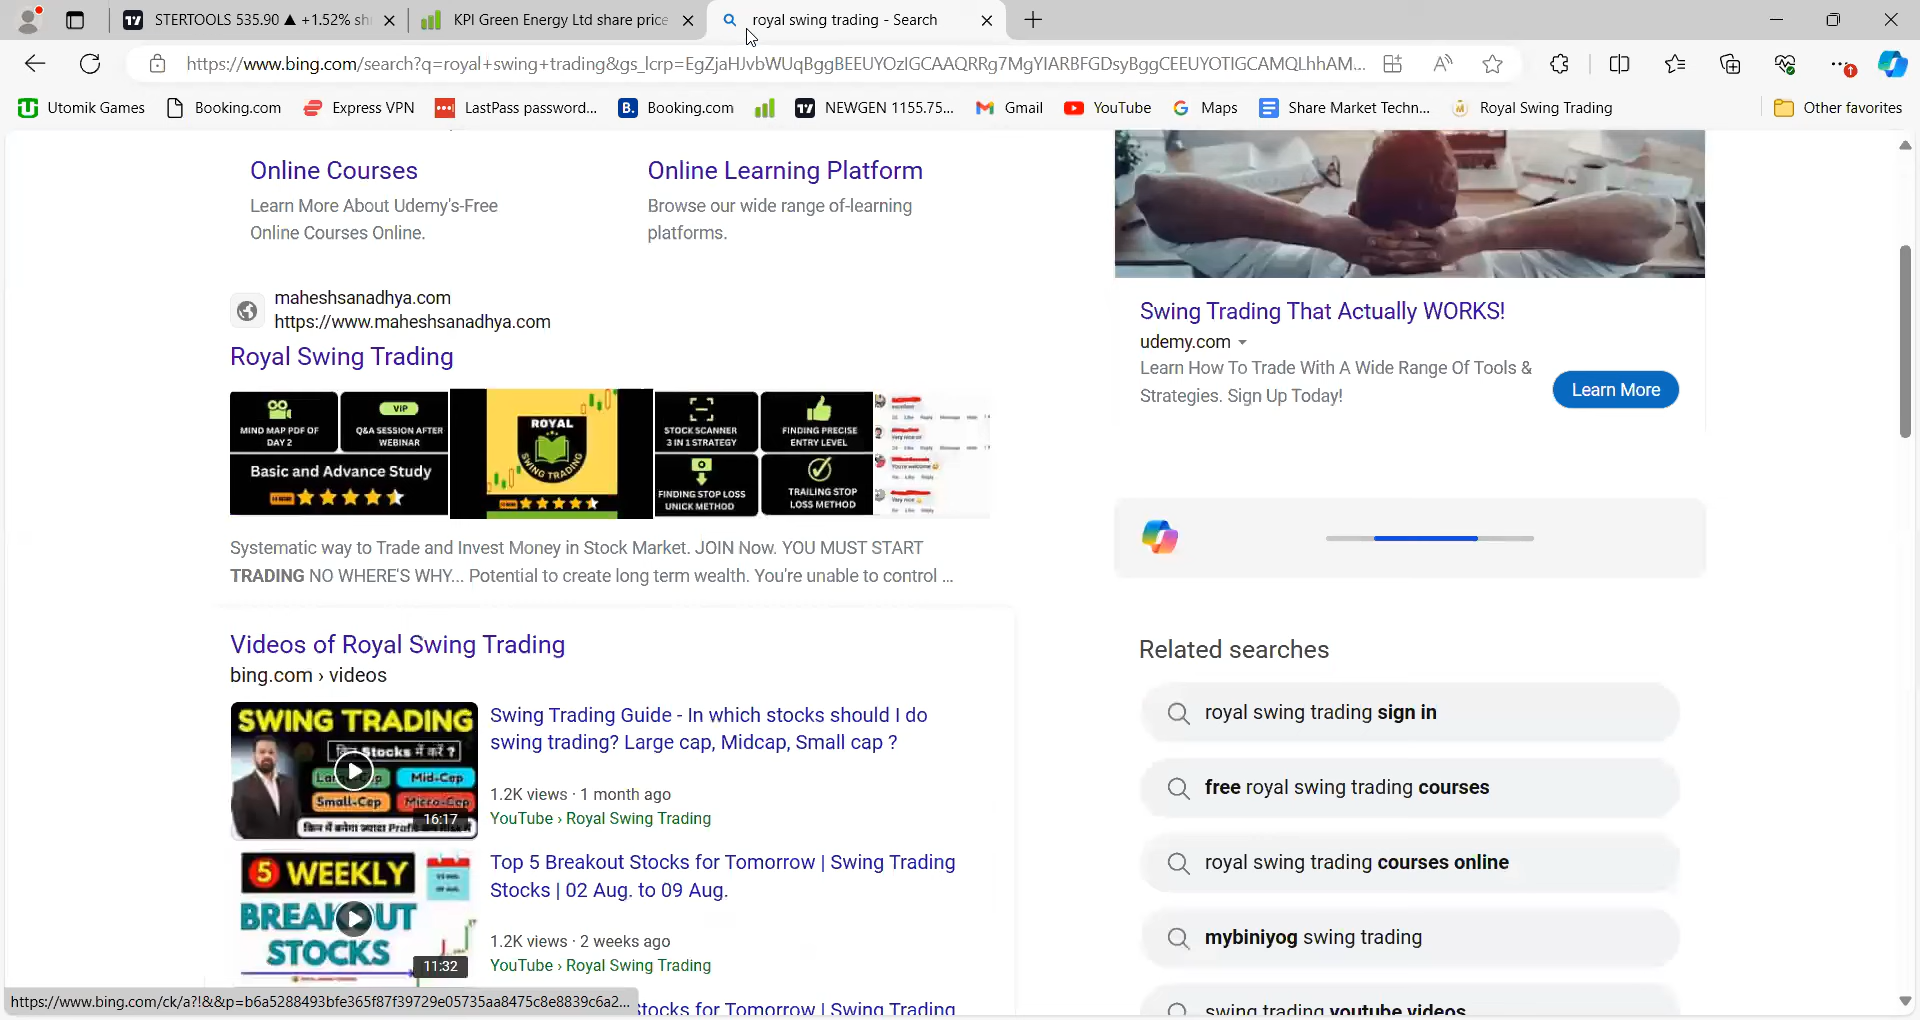 STERTOOLS 535.90 ▲ +1.52%
KPI Green Energy Ltd share price
royal swing trading - Search
https://www.bing.com/search?q=royal+swing+trading&gs_lcrp=EgZjaHJvbWUqBggBEEUYOzIGCAAQRRg7MgYIARBFGDsyBggCEEUYOTIGCAMQLhhAM...
Utomik Games
Booking.com
Express VPN
LastPass password...
Booking.com
NEWGEN 1155.75...
Gmail
YouTube
Maps
Share Market Techn...
Royal Swing Trading
Other favorites
Online Courses
Learn More About Udemy's-Free
Online Courses Online.
Online Learning Platform
Browse our wide range of-learning
platforms.
maheshsanadhya.com
https://www.maheshsanadhya.com
Royal Swing Trading
MIND MAP PDF OF
DAY 2
VIP
Q&A SESSION AFTER
WEBINAR
Basic and Advance Study
ROYAL
SWING TRADING
STOCK SCANNER
3 IN 1 STRATEGY
FINDING PRECISE
ENTRY LEVEL
FINDING STOP LOSS
UNICK METHOD
TRAILING STOP
LOSS METHOD
Systematic way to Trade and Invest Money in Stock Market. JOIN Now. YOU MUST START
TRADING NO WHERE'S WHY... Potential to create long term wealth. You're unable to control ...
Videos of Royal Swing Trading
bing.com › videos
SWING TRADING
किन Stocks में करें ?
Mid-Cap
Small-Cap
Micro-Cap
16:17
Swing Trading Guide - In which stocks should I do
swing trading? Large cap, Midcap, Small cap ?
1.2K views · 1 month ago
YouTube › Royal Swing Trading
5 WEEKLY
BREAKOUT
STOCKS
11:32
Top 5 Breakout Stocks for Tomorrow | Swing Trading
Stocks | 02 Aug. to 09 Aug.
1.2K views · 2 weeks ago
YouTube › Royal Swing Trading
stocks for Tomorrow | Swing Trading
https://www.bing.com/ck/a?!&&p=b6a5288493bfe365f87f39729e05735aa8475c8e8839c6a2...
Swing Trading That Actually WORKS!
udemy.com
Learn How To Trade With A Wide Range Of Tools &
Strategies. Sign Up Today!
Learn More
Related searches
royal swing trading sign in
free royal swing trading courses
royal swing trading courses online
mybiniyog swing trading
swing trading youtube videos